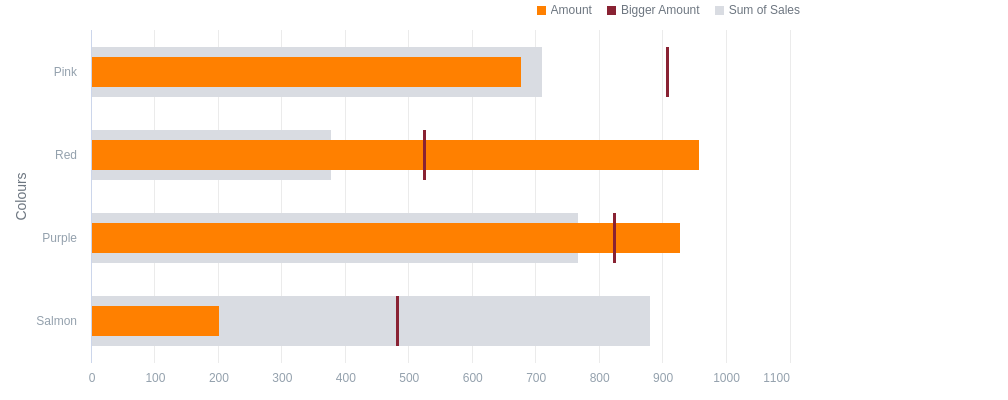 Amount Bigger Amount Sum of Sales
Pink
Red
Colours
Purple
Salmon
0 100 200 300 400 500 600 700 800 900 1000 1100